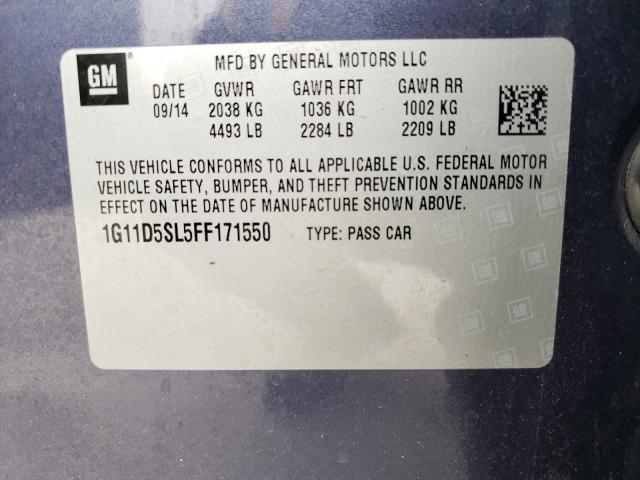 GM
MFD BY GENERAL MOTORS LLC
DATE GVWR GAWR FRT GAWR RR
09/14 2038 KG 1036 KG 1002 KG
4493 LB 2284 LB 2209 LB
THIS VEHICLE CONFORMS TO ALL APPLICABLE U.S. FEDERAL MOTOR
VEHICLE SAFETY, BUMPER, AND THEFT PREVENTION STANDARDS IN
EFFECT ON THE DATE OF MANUFACTURE SHOWN ABOVE.
1G11D5SL5FF171550 TYPE: PASS CAR